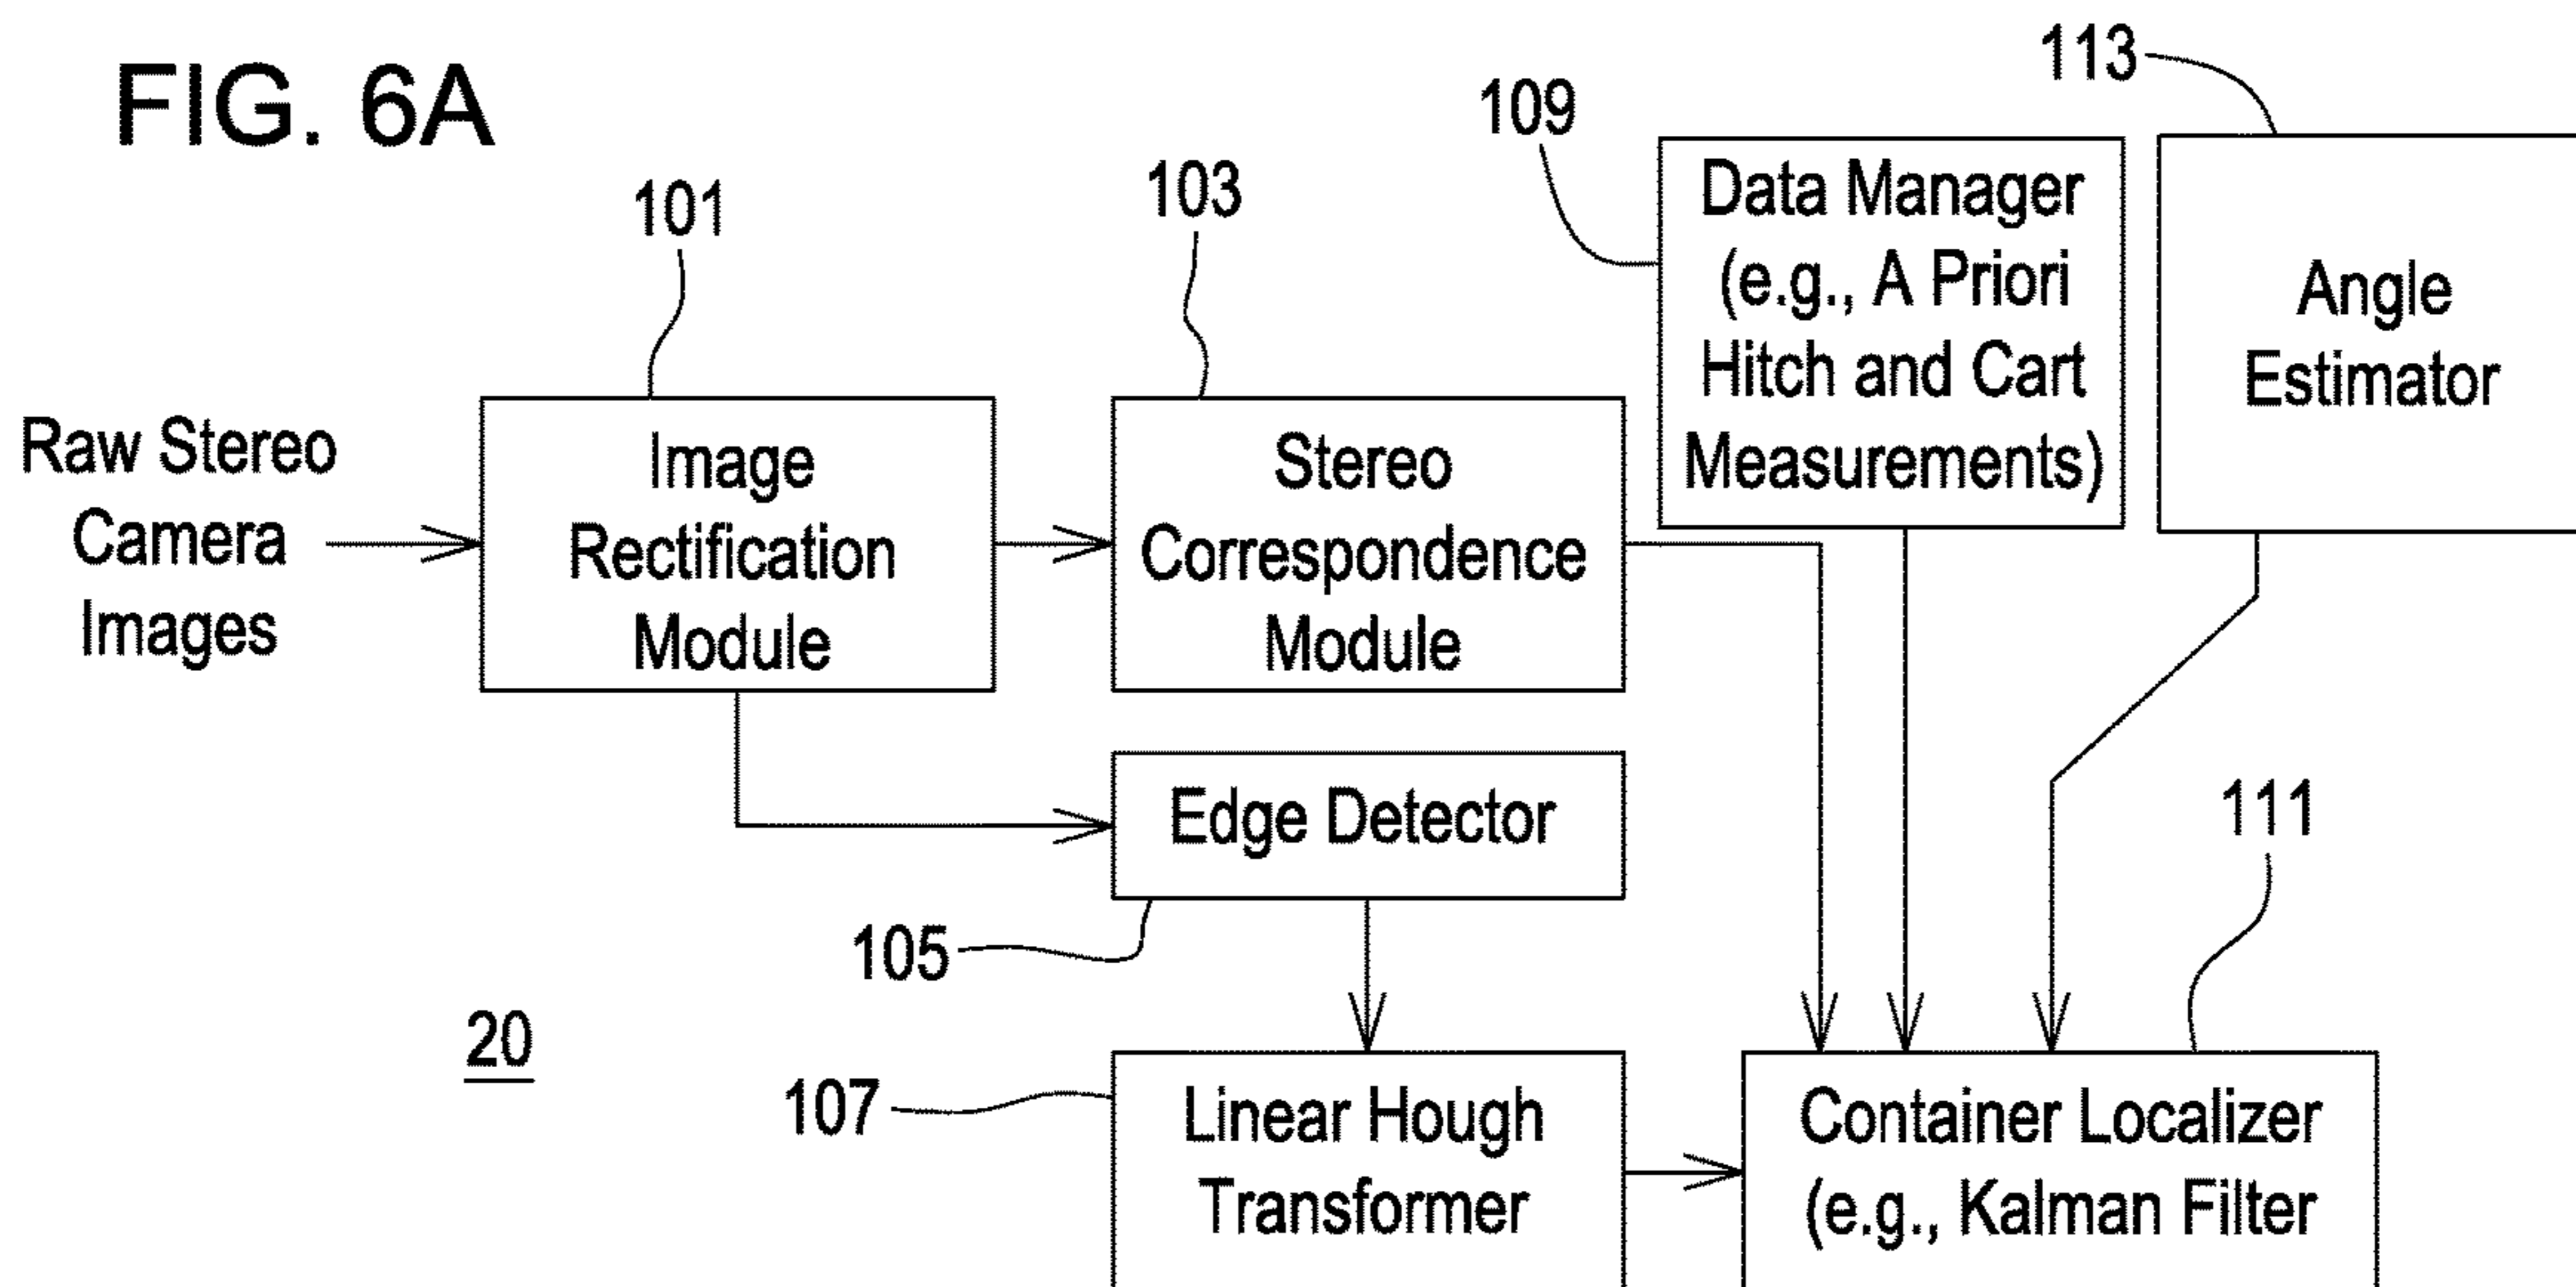 FIG. 6A
113
109
103
101
Data Manager
(e.g., A Priori
Hitch and Cart
Measurements)
Angle
Estimator
Raw Stereo
Camera
Images
Image
Rectification
Module
Stereo
Correspondence
Module
Edge Detector
111
105
20
107
Linear Hough
Transformer
Container Localizer
(e.g., Kalman Filter